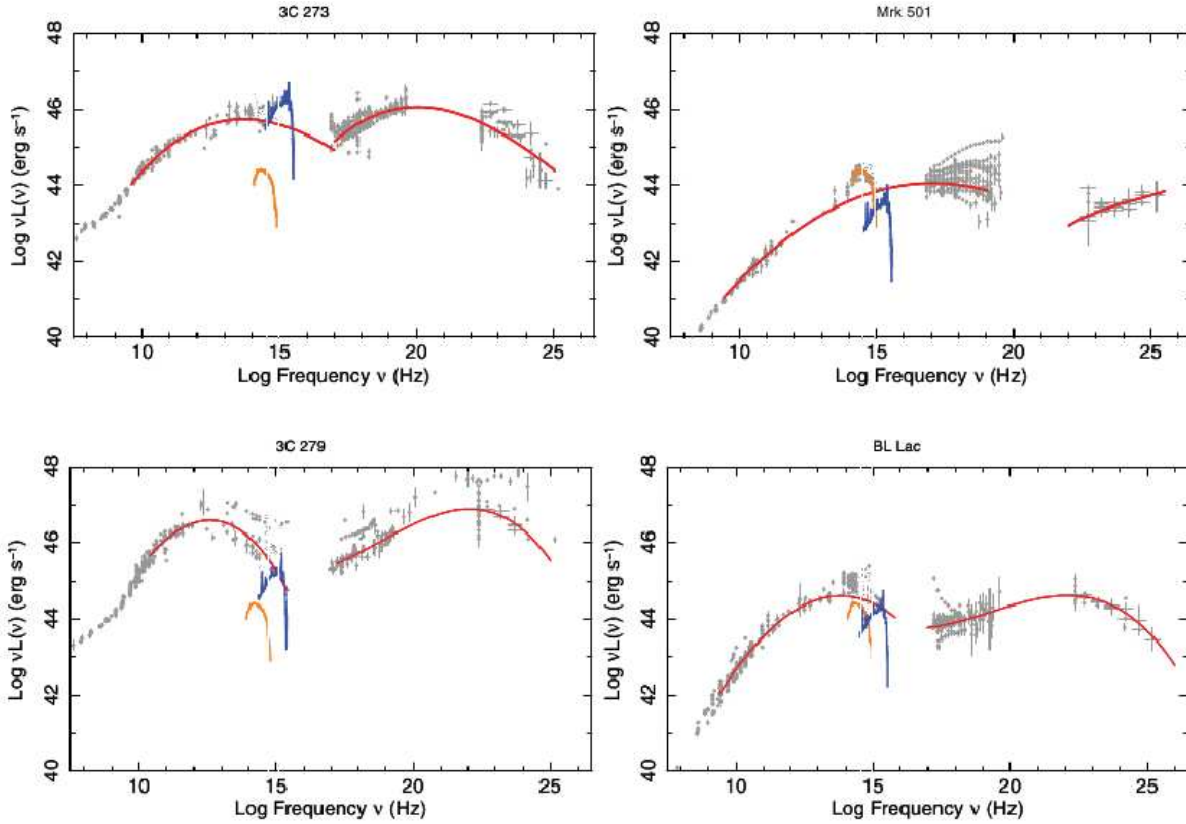 3C 273
48
46
44
42
40
Log νL(ν) (erg s⁻¹)
10 15 20 25
Log Frequency ν (Hz)
Mrk 501
48
46
44
42
40
Log νL(ν) (erg s⁻¹)
10 15 20 25
Log Frequency ν (Hz)
3C 279
48
46
44
42
40
Log νL(ν) (erg s⁻¹)
10 15 20 25
Log Frequency ν (Hz)
BL Lac
48
46
44
42
40
Log νL(ν) (erg s⁻¹)
10 15 20 25
Log Frequency ν (Hz)